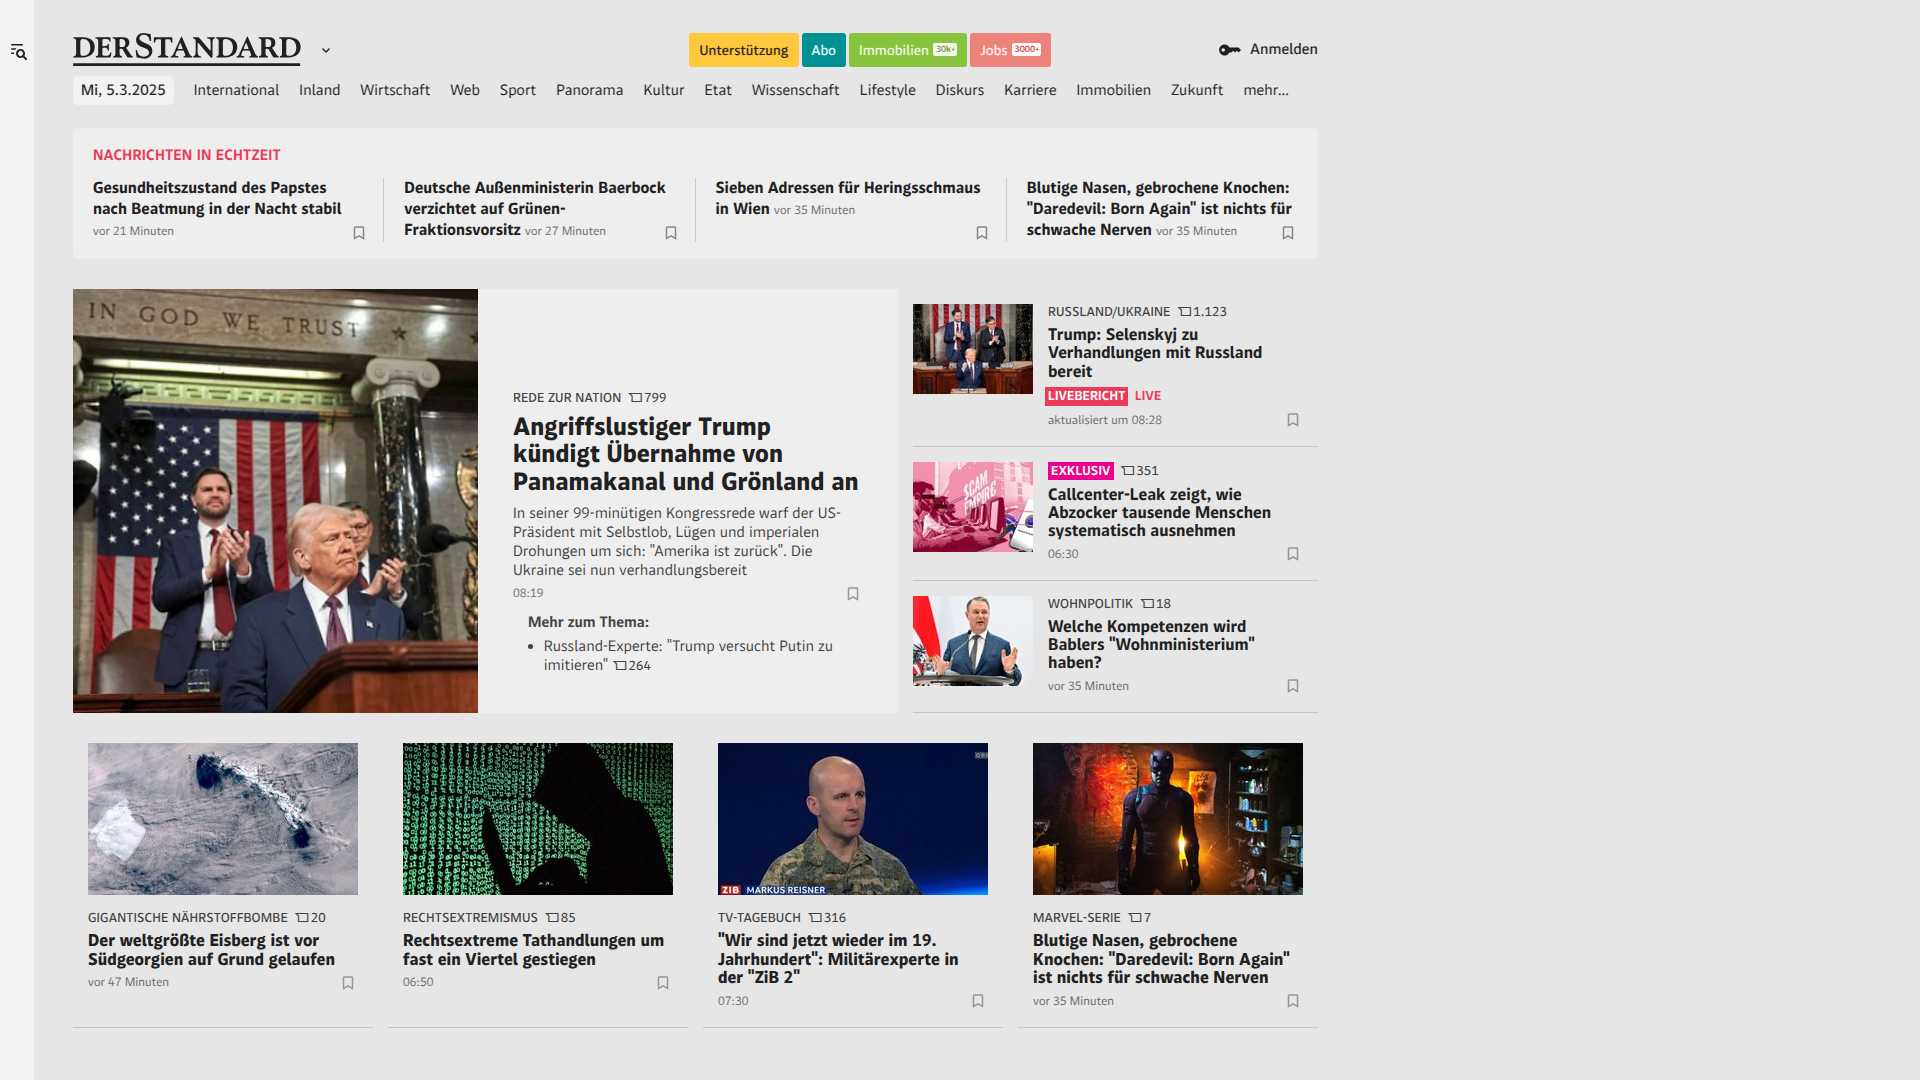 DERSTANDARD
Unterstützung
Abo
Immobilien 30k+
Jobs 3000+
Anmelden
Mi, 5.3.2025
International
Inland
Wirtschaft
Web
Sport
Panorama
Kultur
Etat
Wissenschaft
Lifestyle
Diskurs
Karriere
Immobilien
Zukunft
mehr...
NACHRICHTEN IN ECHTZEIT
Gesundheitszustand des Papstes
nach Beatmung in der Nacht stabil
vor 21 Minuten
Deutsche Außenministerin Baerbock
verzichtet auf Grünen-
Fraktionsvorsitz vor 27 Minuten
Sieben Adressen für Heringsschmaus
in Wien vor 35 Minuten
Blutige Nasen, gebrochene Knochen:
"Daredevil: Born Again" ist nichts für
schwache Nerven vor 35 Minuten
IN GOD WE TRUST
REDE ZUR NATION 799
Angriffslustiger Trump
kündigt Übernahme von
Panamakanal und Grönland an
In seiner 99-minütigen Kongressrede warf der US-
Präsident mit Selbstlob, Lügen und imperialen
Drohungen um sich: "Amerika ist zurück". Die
Ukraine sei nun verhandlungsbereit
08:19
Mehr zum Thema:
• Russland-Experte: "Trump versucht Putin zu
imitieren" 264
RUSSLAND/UKRAINE 1.123
Trump: Selenskyj zu
Verhandlungen mit Russland
bereit
LIVEBERICHT LIVE
aktualisiert um 08:28
SCAM
EMPIRE
EXKLUSIV 351
Callcenter-Leak zeigt, wie
Abzocker tausende Menschen
systematisch ausnehmen
06:30
WOHNPOLITIK 18
Welche Kompetenzen wird
Bablers "Wohnministerium"
haben?
vor 35 Minuten
GIGANTISCHE NÄHRSTOFFBOMBE 20
Der weltgrößte Eisberg ist vor
Südgeorgien auf Grund gelaufen
vor 47 Minuten
RECHTSEXTREMISMUS 85
Rechtsextreme Tathandlungen um
fast ein Viertel gestiegen
06:50
ZIB MARKUS REISNER
TV-TAGEBUCH 316
"Wir sind jetzt wieder im 19.
Jahrhundert": Militärexperte in
der "ZiB 2"
07:30
MARVEL-SERIE 7
Blutige Nasen, gebrochene
Knochen: "Daredevil: Born Again"
ist nichts für schwache Nerven
vor 35 Minuten